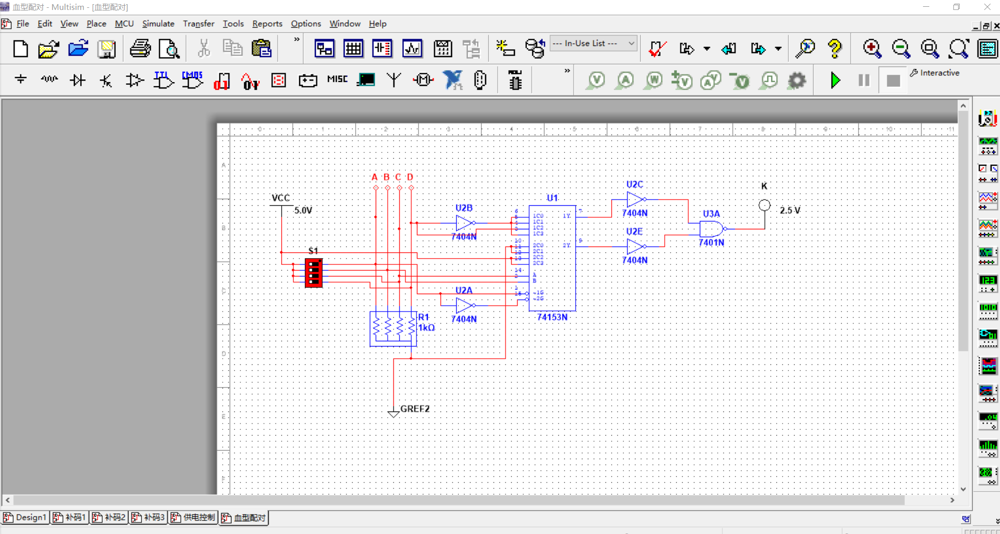 血型配对 - Multisim - [血型配对]
File Edit View Place MCU Simulate Transfer Tools Reports Options Window Help
--- In-Use List ---
TTL CMOS MISC Interactive
0 1 2 3 4 5 6 7 8 9 10 11
A
B
C
D
E
F
A B C D
VCC
5.0V
S1
R1
1kΩ
GREF2
U2B
7404N
U2A
7404N
U1
6
5
4
3
10
11
12
13
14
2
1
15
1C0
1C1
1C2
1C3
2C0
2C1
2C2
2C3
A
B
~1G
~2G
1Y 7
2Y 9
74153N
U2C
7404N
U2E
7404N
U3A
7401N
K
2.5 V
Design1 补码1 补码2 补码3 供电控制 血型配对